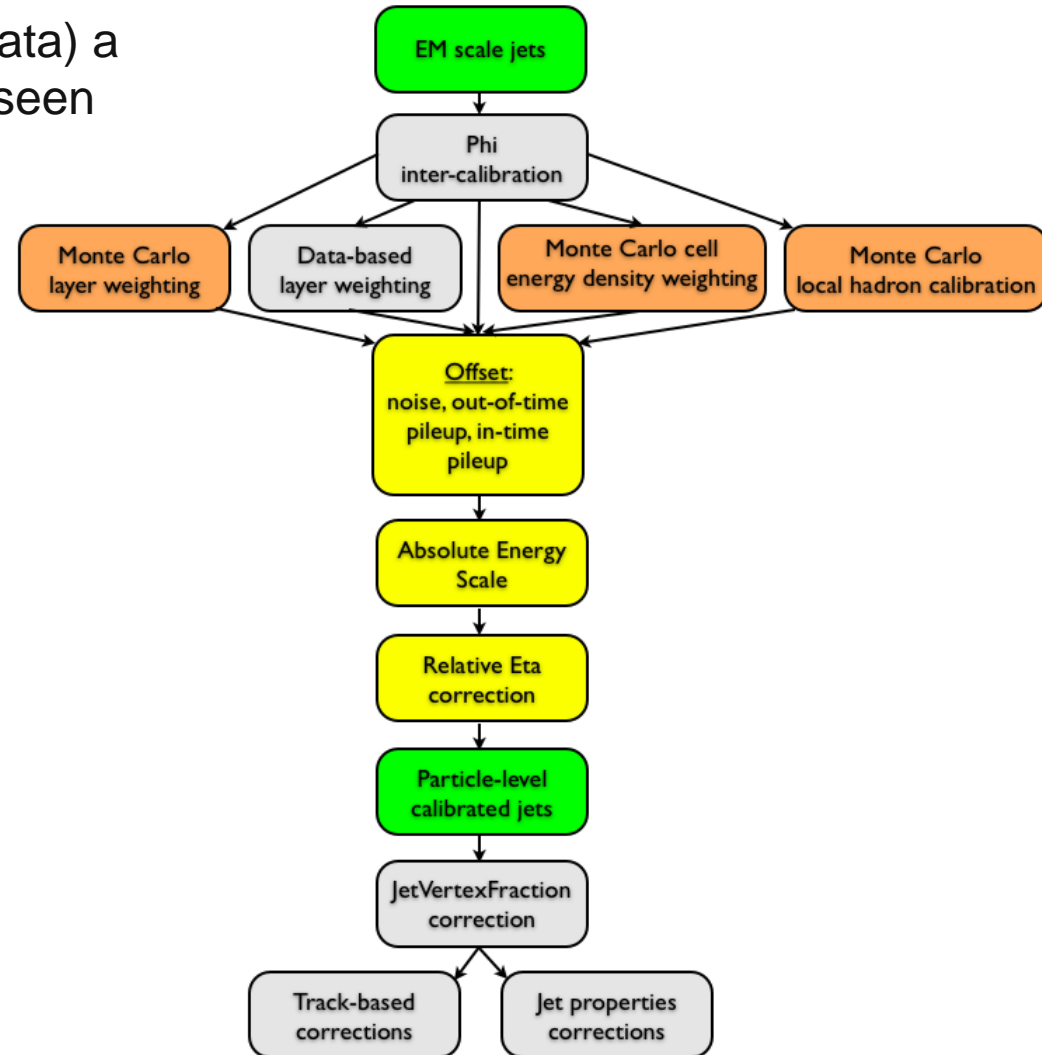 ata) a
seen
EM scale jets
Phi
inter-calibration
Monte Carlo
layer weighting
Data-based
layer weighting
Monte Carlo cell
energy density weighting
Monte Carlo
local hadron calibration
Offset:
noise, out-of-time
pileup, in-time
pileup
Absolute Energy
Scale
Relative Eta
correction
Particle-level
calibrated jets
JetVertexFraction
correction
Track-based
corrections
Jet properties
corrections